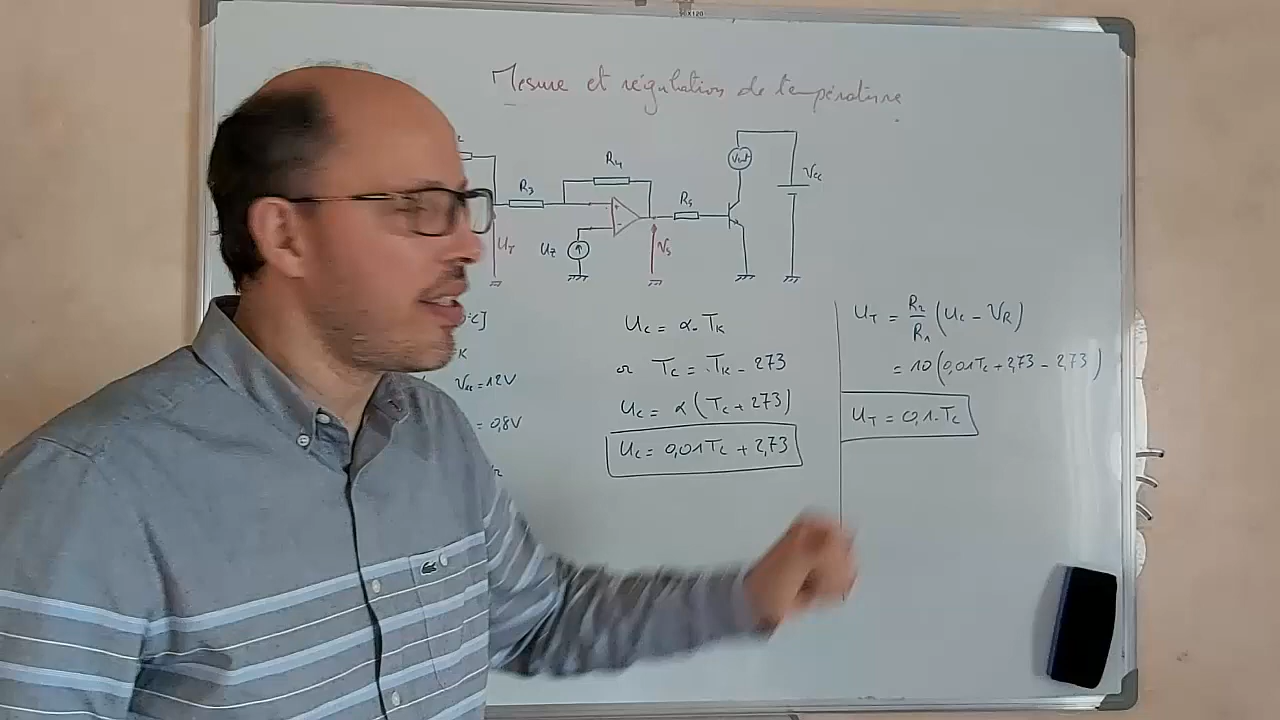 Mesure et régulation de température
R4
R3
R5
Vent
Vcc
UT
Uz
Vs
°C]
K
Vcc = 12V
= 0,8V
Uc = α.TK
or Tc = TK - 273
Uc = α(Tc + 273)
Uc = 0,01Tc + 2,73
UT = R2/R1 (Uc - VR)
= 10(0,01Tc + 2,73 - 2,73)
UT = 0,1.Tc